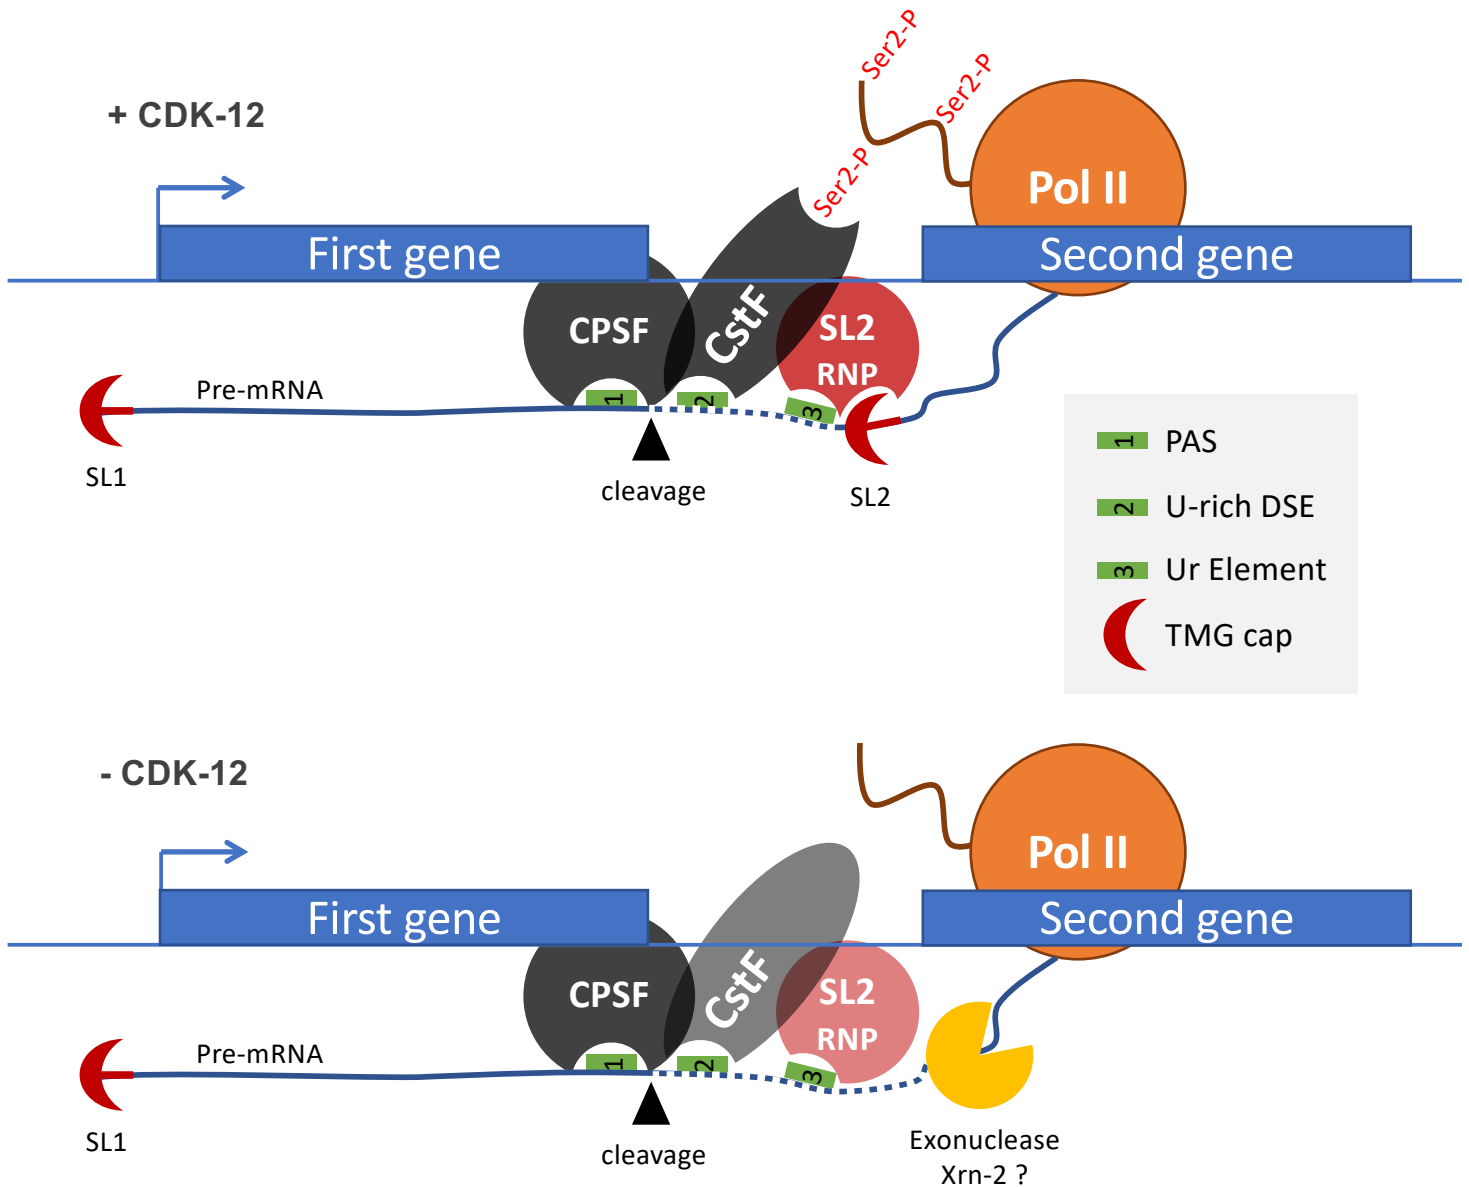 + CDK-12
Ser2-P
Ser2-P
Ser2-P
Pol II
First gene
Second gene
CPSF
CstF
SL2
RNP
Pre-mRNA
1
2
3
SL1
cleavage
SL2
1 PAS
2 U-rich DSE
3 Ur Element
TMG cap
- CDK-12
Pol II
First gene
Second gene
CPSF
CstF
SL2
RNP
Pre-mRNA
1
2
3
SL1
cleavage
Exonuclease
Xrn-2 ?